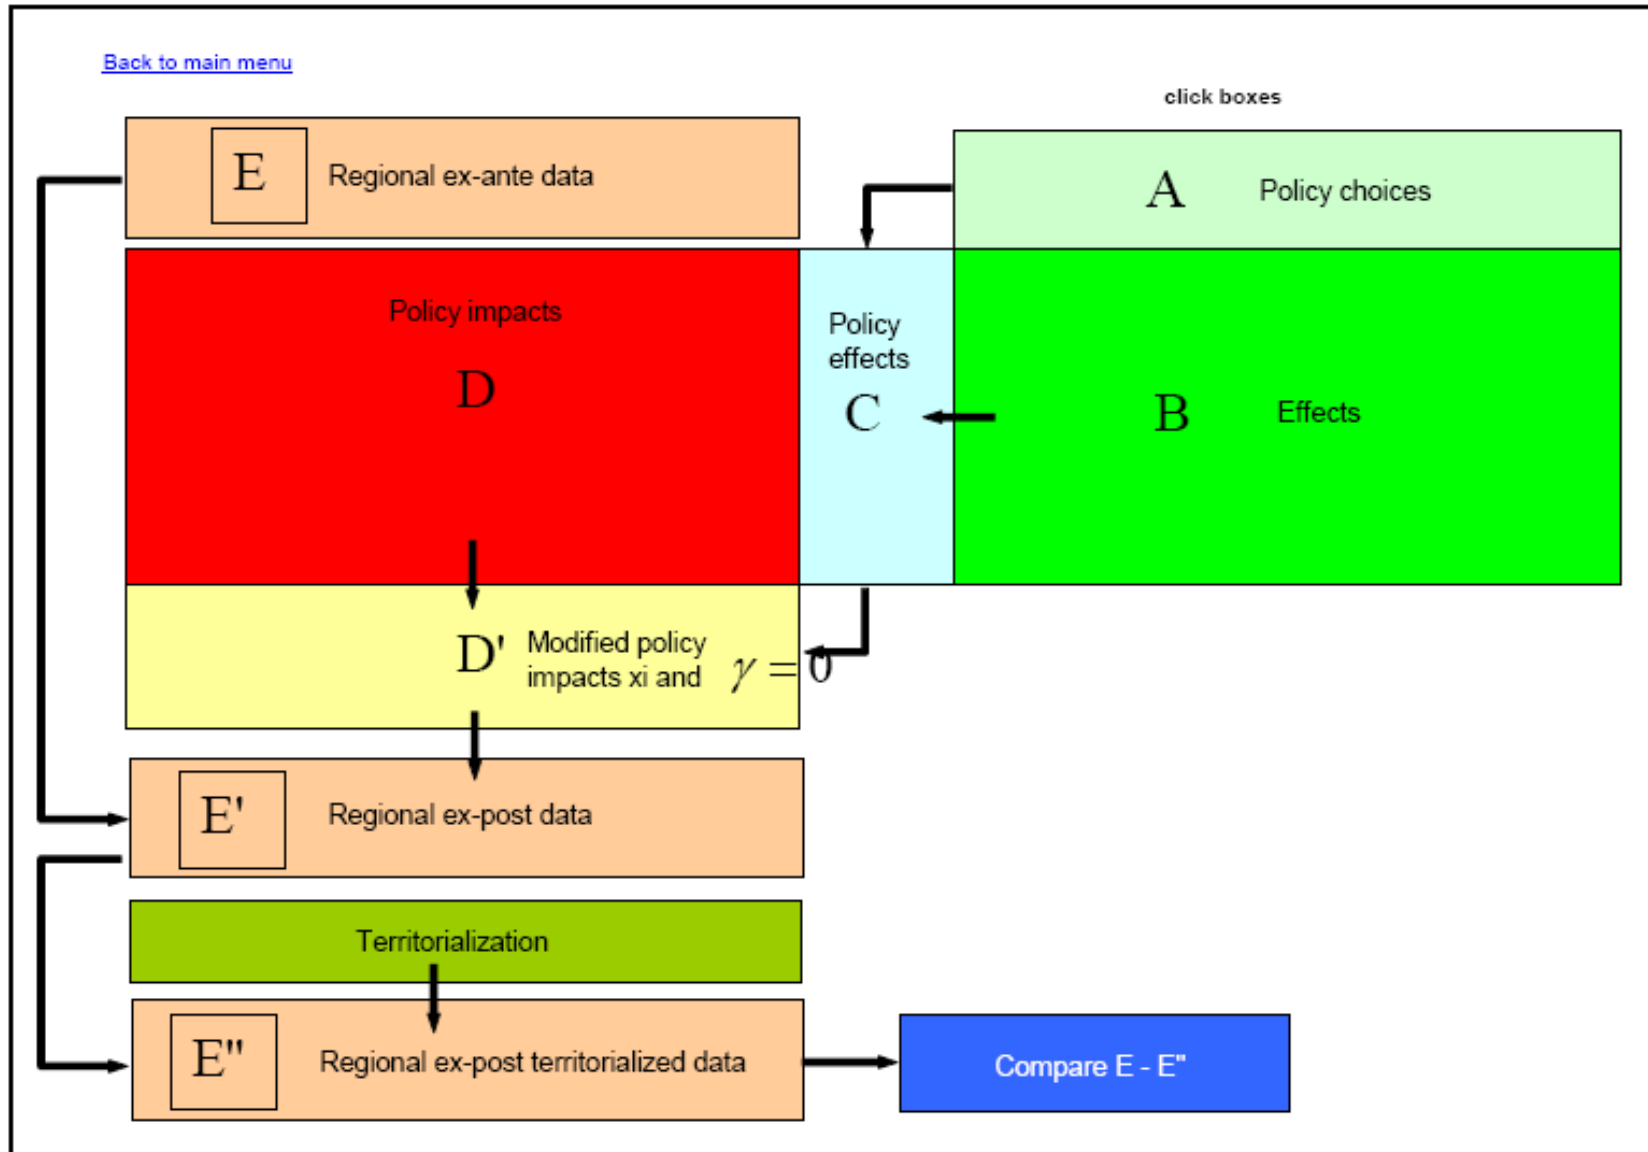 Back to main menu
click boxes
E Regional ex-ante data
A Policy choices
Policy impacts
D
Policy
effects
C
B Effects
D' Modified policy
impacts xi and γ = 0
E' Regional ex-post data
Territorialization
E" Regional ex-post territorialized data
Compare E - E"